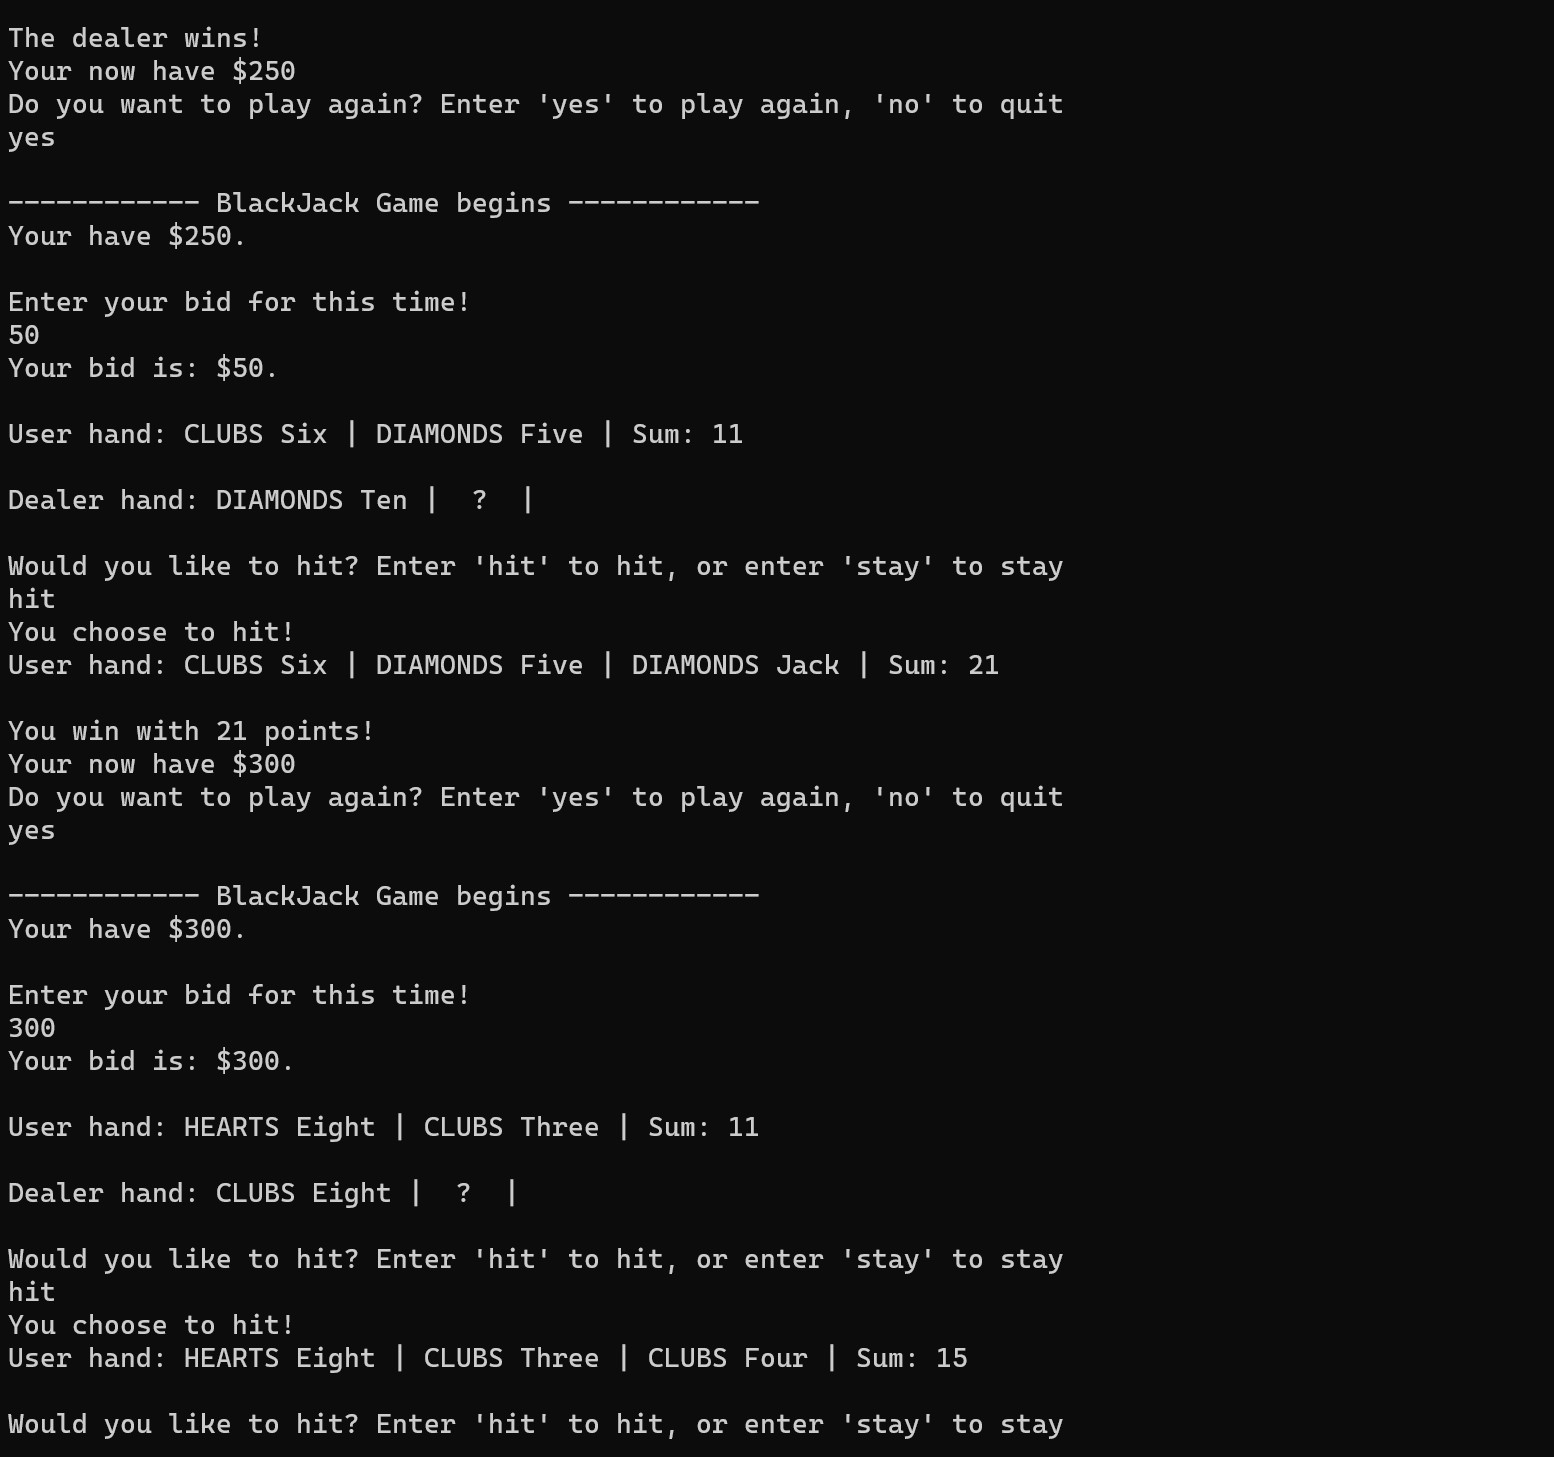 The dealer wins!
Your now have $250
Do you want to play again? Enter 'yes' to play again, 'no' to quit
yes
------------ BlackJack Game begins ------------
Your have $250.
Enter your bid for this time!
50
Your bid is: $50.
User hand: CLUBS Six | DIAMONDS Five | Sum: 11
Dealer hand: DIAMONDS Ten |  ?  |
Would you like to hit? Enter 'hit' to hit, or enter 'stay' to stay
hit
You choose to hit!
User hand: CLUBS Six | DIAMONDS Five | DIAMONDS Jack | Sum: 21
You win with 21 points!
Your now have $300
Do you want to play again? Enter 'yes' to play again, 'no' to quit
yes
------------ BlackJack Game begins ------------
Your have $300.
Enter your bid for this time!
300
Your bid is: $300.
User hand: HEARTS Eight | CLUBS Three | Sum: 11
Dealer hand: CLUBS Eight |  ?  |
Would you like to hit? Enter 'hit' to hit, or enter 'stay' to stay
hit
You choose to hit!
User hand: HEARTS Eight | CLUBS Three | CLUBS Four | Sum: 15
Would you like to hit? Enter 'hit' to hit, or enter 'stay' to stay